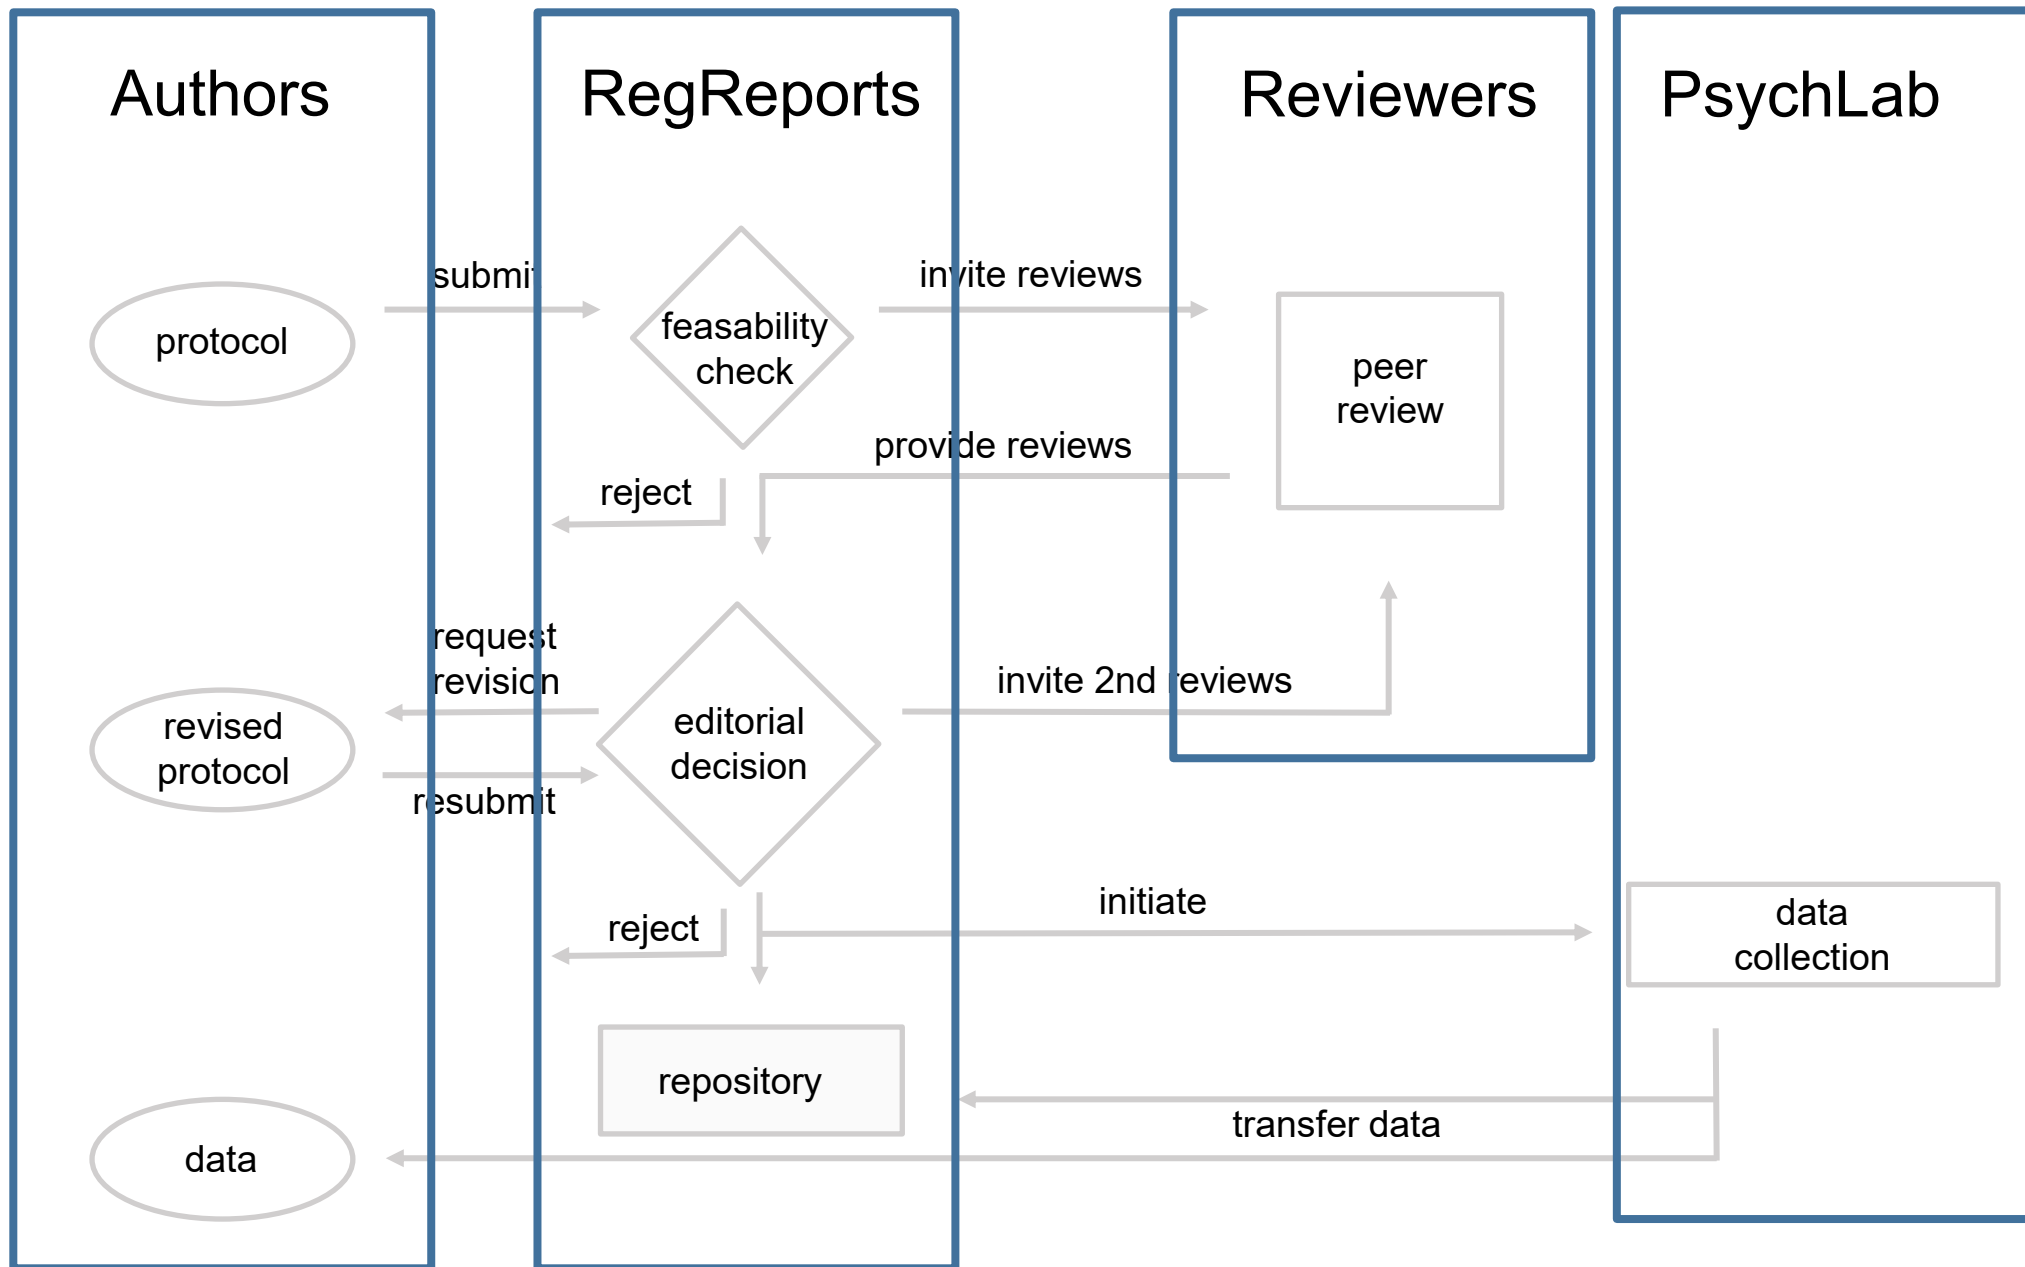 Authors
RegReports
Reviewers
PsychLab
submit
invite reviews
protocol
feasability
check
peer
review
provide reviews
reject
request
revision
invite 2nd reviews
revised
protocol
editorial
decision
resubmit
initiate
reject
data
collection
repository
transfer data
data